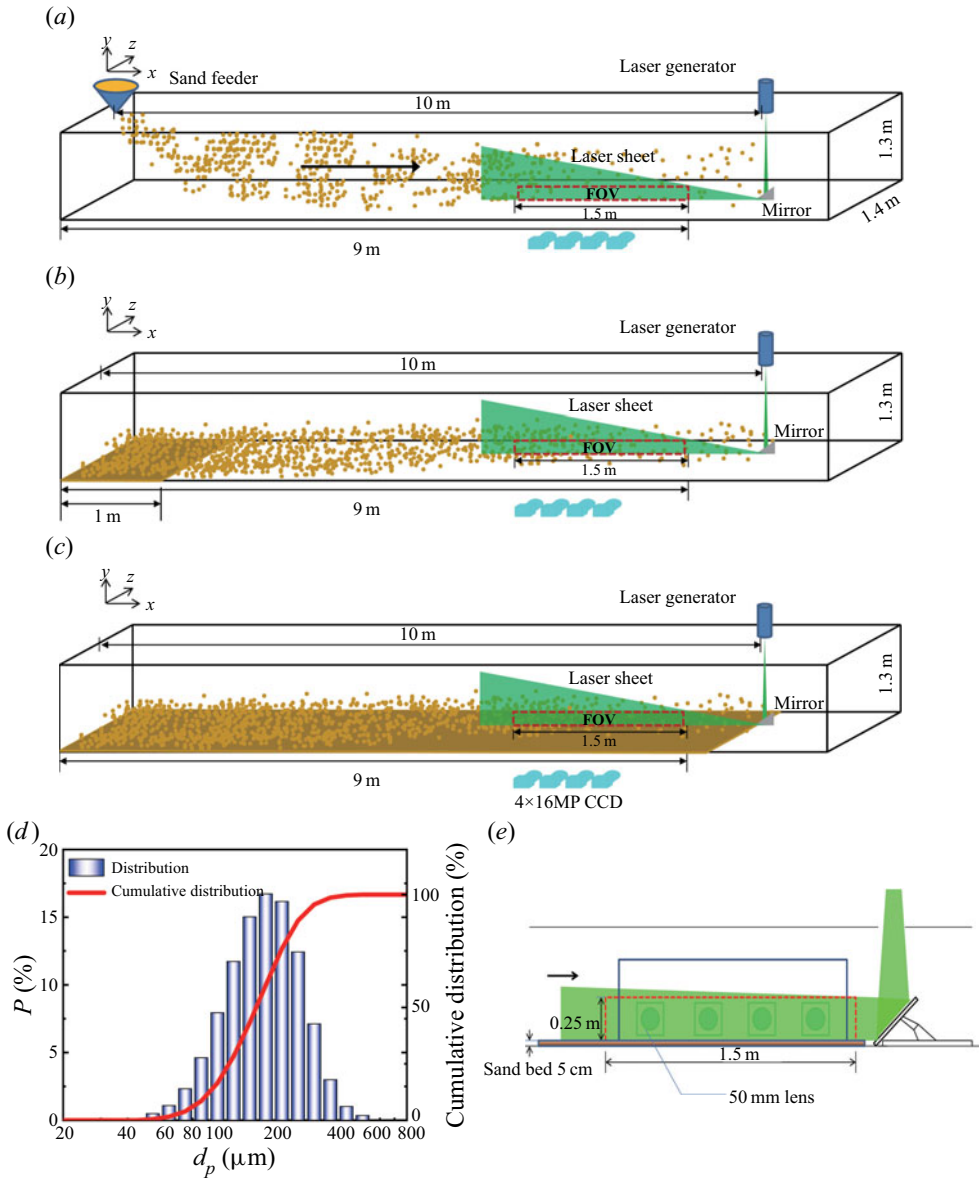 (a)
y
z
x
Sand feeder
Laser generator
10 m
1.3 m
Laser sheet
FOV
1.5 m
Mirror
1.4 m
9 m
(b)
y
z
x
Laser generator
10 m
1.3 m
Laser sheet
Mirror
FOV
1.5 m
9 m
1 m
(c)
y
z
x
Laser generator
10 m
1.3 m
Laser sheet
Mirror
FOV
1.5 m
9 m
4×16MP CCD
(d)
20
15
10
5
0
P (%)
Distribution
Cumulative distribution
100
50
0
Cumulative distribution (%)
20 40 60 80 100 200 400 600 800
d_p (μm)
(e)
0.25 m
1.5 m
Sand bed 5 cm
50 mm lens